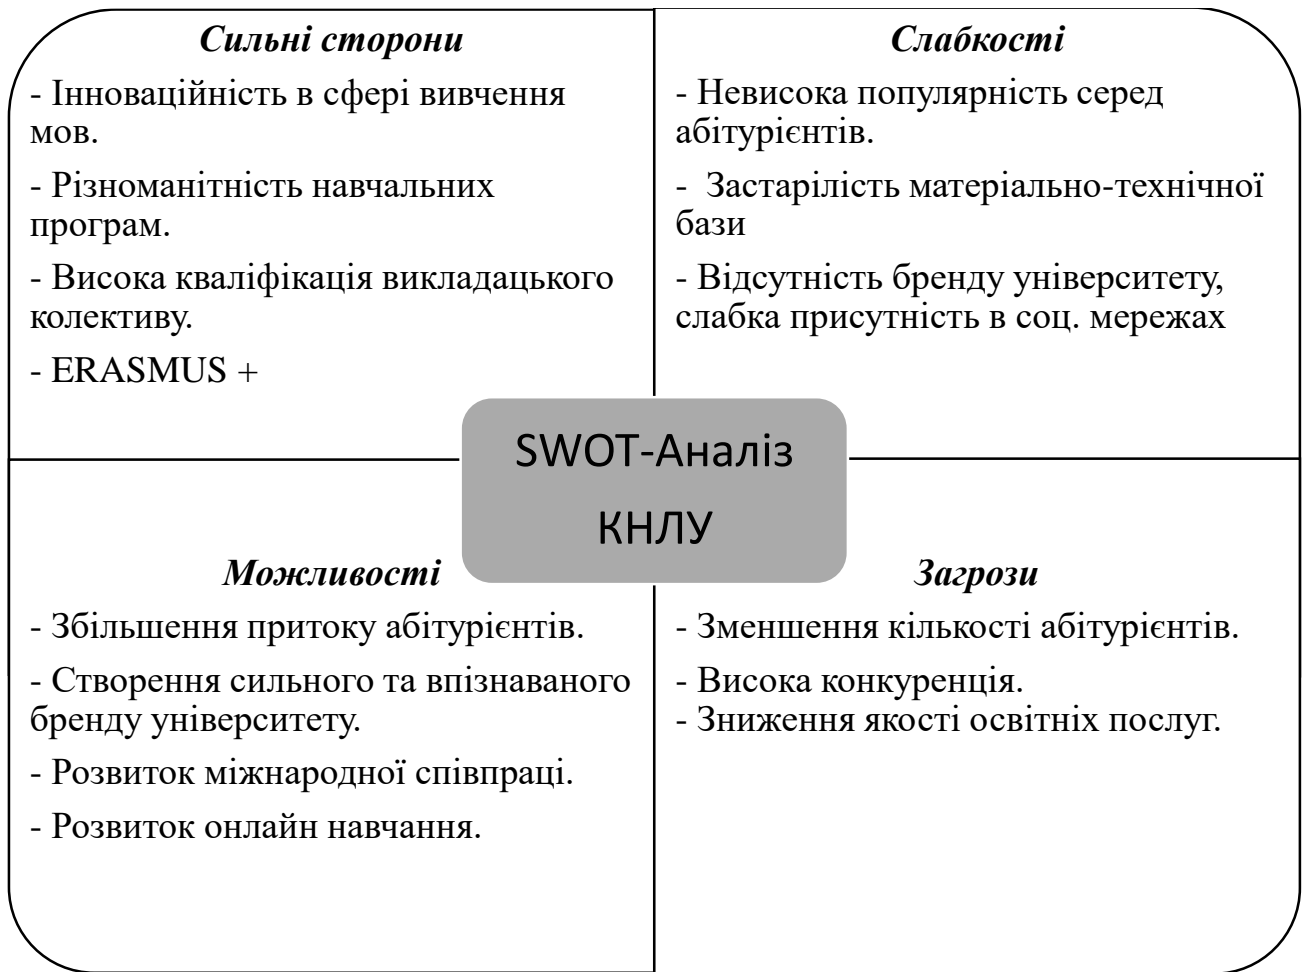 Сильні сторони
- Інноваційність в сфері вивчення
мов.
- Різноманітність навчальних
програм.
- Висока кваліфікація викладацького
колективу.
- ERASMUS +
Слабкості
- Невисока популярність серед
абітурієнтів.
- Застарілість матеріально-технічної
бази
- Відсутність бренду університету,
слабка присутність в соц. мережах
SWOT-Аналіз
КНЛУ
Можливості
- Збільшення притоку абітурієнтів.
- Створення сильного та впізнаваного
бренду університету.
- Розвиток міжнародної співпраці.
- Розвиток онлайн навчання.
Загрози
- Зменшення кількості абітурієнтів.
- Висока конкуренція.
- Зниження якості освітніх послуг.